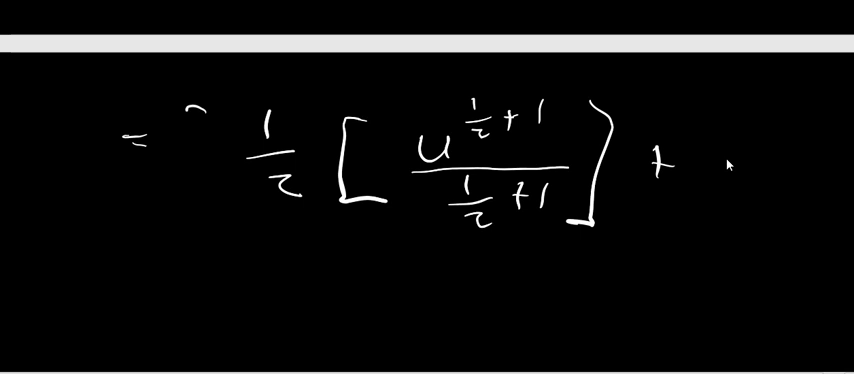 = 1/2 [ u^(1/2 + 1) / (1/2 + 1) ] +